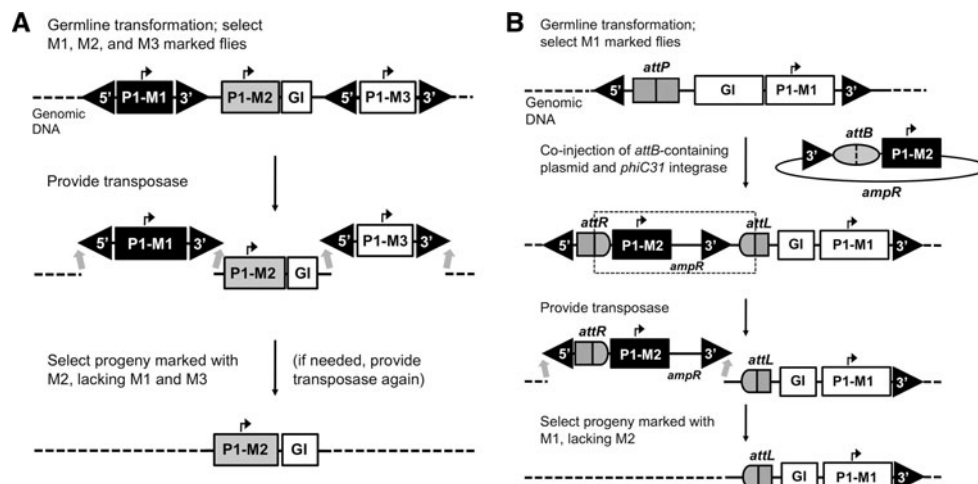 A
Germline transformation; select
M1, M2, and M3 marked flies
5' P1-M1 3' P1-M2 GI 5' P1-M3 3'
Genomic
DNA
Provide transposase
5' P1-M1 3' 5' P1-M3 3'
P1-M2 GI
Select progeny marked with
M2, lacking M1 and M3
(if needed, provide
transposase again)
P1-M2 GI
B
Germline transformation;
select M1 marked flies
attP
5' GI P1-M1 3'
Genomic
DNA
Co-injection of attB-containing
plasmid and phiC31 integrase
attB
3' P1-M2
ampR
attR attL
5' P1-M2 3' GI P1-M1 3'
ampR
Provide transposase
attR
5' P1-M2 3'
ampR
attL
GI P1-M1 3'
Select progeny marked with
M1, lacking M2
attL
GI P1-M1 3'